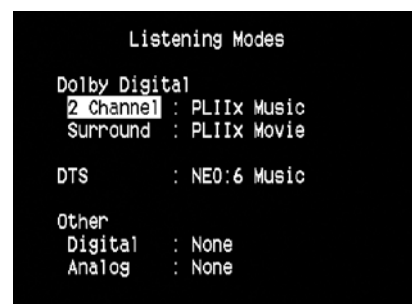 Listening Modes
Dolby Digital
2 Channel : PLIIx Music
Surround : PLIIx Movie
DTS : NEO:6 Music
Other
Digital : None
Analog : None